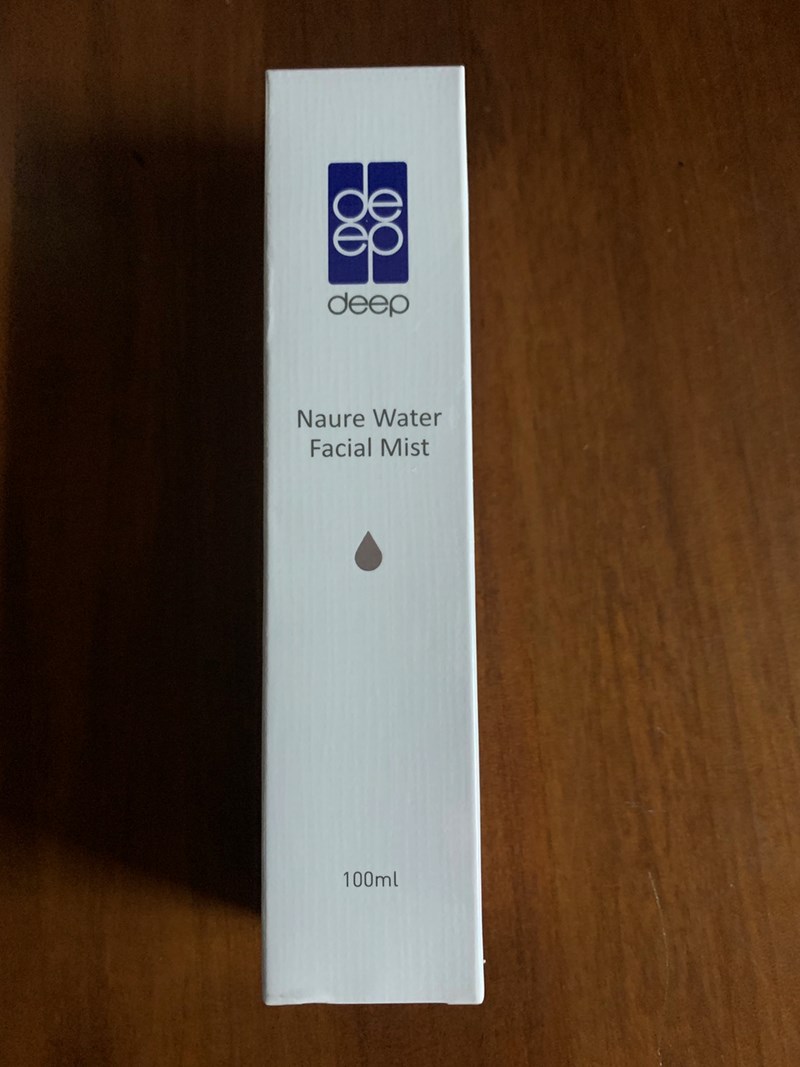 de
ep
deep
Naure Water
Facial Mist
100ml